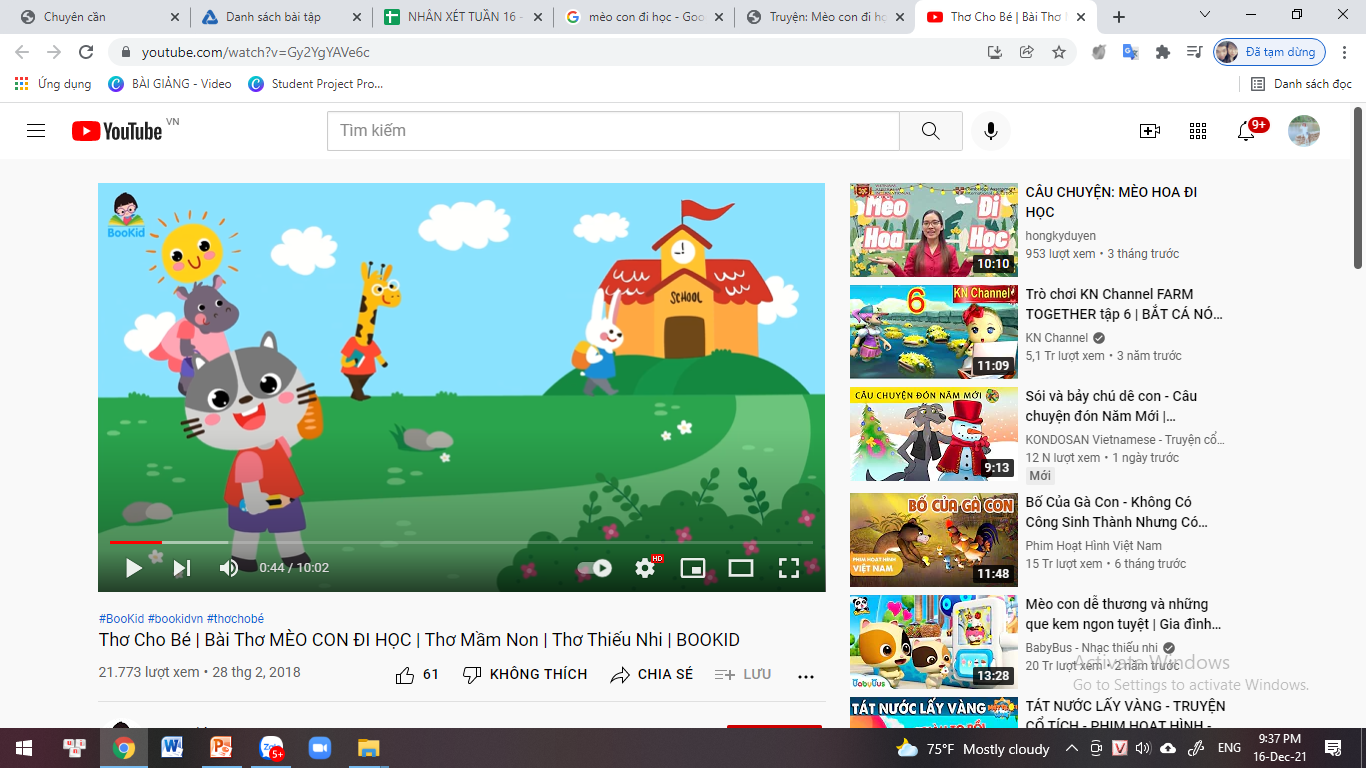 Chuyên cần
Danh sách bài tập
NHẬN XÉT TUẦN 16 -
mèo con đi học - Goo
Truyện: Mèo con đi họ
Thơ Cho Bé | Bài Thơ
youtube.com/watch?v=Gy2YgYAVe6c
Đã tạm dừng
Ứng dụng
BÀI GIẢNG - Video
Student Project Pro...
Danh sách đọc
YouTube VN
Tìm kiếm
9+
BooKid
SCHOOL
0:44 / 10:02
HD
#BooKid #bookidvn #thơchobé
Thơ Cho Bé | Bài Thơ MÈO CON ĐI HỌC | Thơ Mầm Non | Thơ Thiếu Nhi | BOOKID
21.773 lượt xem • 28 thg 2, 2018
61
KHÔNG THÍCH
CHIA SẺ
LƯU
Mèo Đi
Hoa Học
10:10
CÂU CHUYỆN: MÈO HOA ĐI
HỌC
hongkyduyen
953 lượt xem • 3 tháng trước
6
KN Channel
11:09
Trò chơi KN Channel FARM
TOGETHER tập 6 | BẮT CÁ NÓ...
KN Channel
5,1 Tr lượt xem • 3 năm trước
CÂU CHUYỆN ĐÓN NĂM MỚI
9:13
Sói và bảy chú dê con - Câu
chuyện đón Năm Mới |...
KONDOSAN Vietnamese - Truyện cổ...
12 N lượt xem • 1 ngày trước
Mới
BỐ CỦA GÀ CON
PHIM HOẠT HÌNH
VIỆT NAM
11:48
Bố Của Gà Con - Không Có
Công Sinh Thành Nhưng Có...
Phim Hoạt Hình Việt Nam
15 Tr lượt xem • 6 tháng trước
BabyBus
13:28
Mèo con dễ thương và những
que kem ngon tuyệt | Gia đình...
BabyBus - Nhạc thiếu nhi
20 Tr lượt xem • 2 năm trước
Activate Windows
Go to Settings to activate Windows.
TÁT NƯỚC LẤY VÀNG
TÁT NƯỚC LẤY VÀNG - TRUYỆN
CỔ TÍCH - PHIM HOẠT HÌNH -
Zalo
5+
75°F Mostly cloudy
ENG
9:37 PM
16-Dec-21